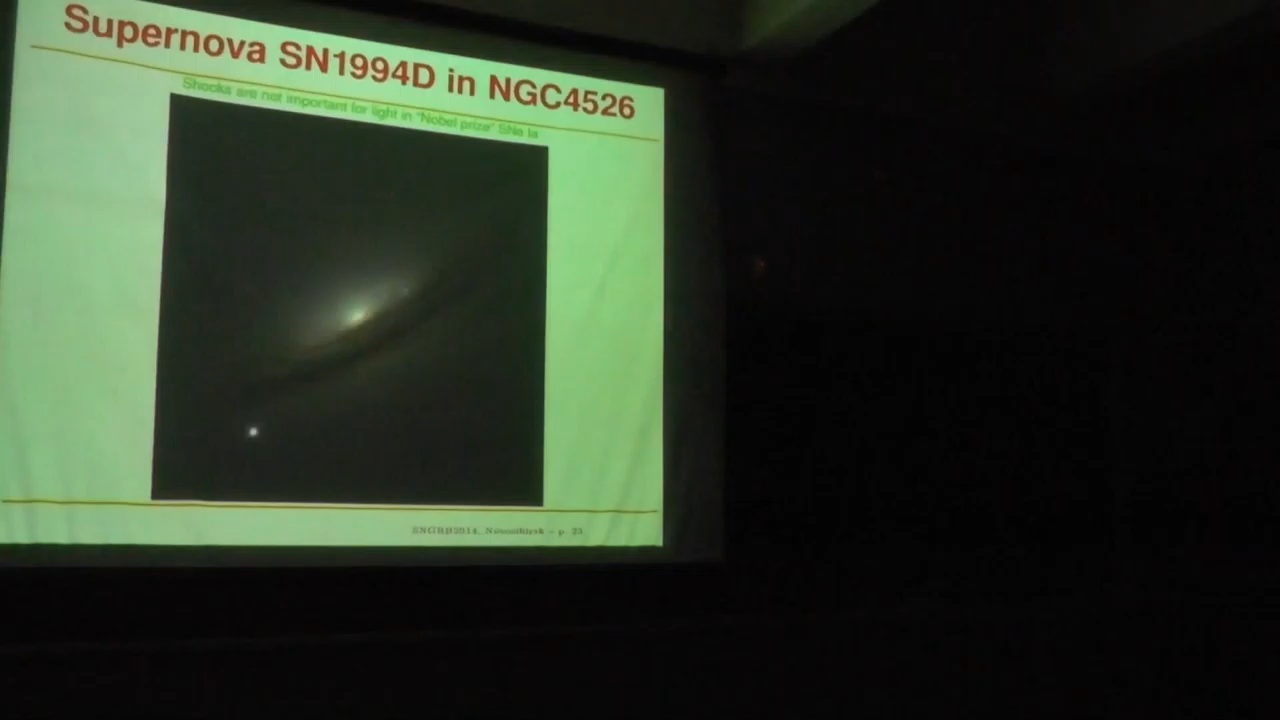 Supernova SN1994D in NGC4526
Shocks are not important for light in "Nobel prize" SNe Ia
SNGRB2014, Novosibirsk – p. 23